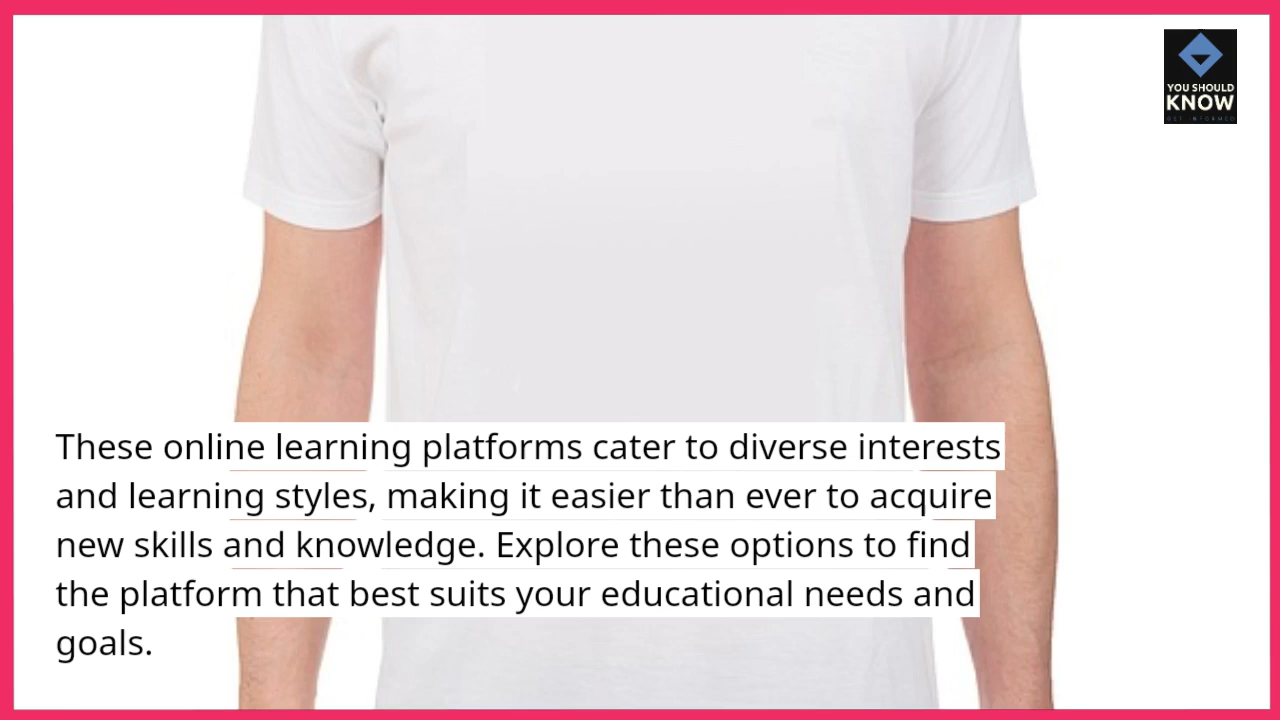 YOU SHOULD
KNOW
GET INFORMED
These online learning platforms cater to diverse interests
and learning styles, making it easier than ever to acquire
new skills and knowledge. Explore these options to find
the platform that best suits your educational needs and
goals.